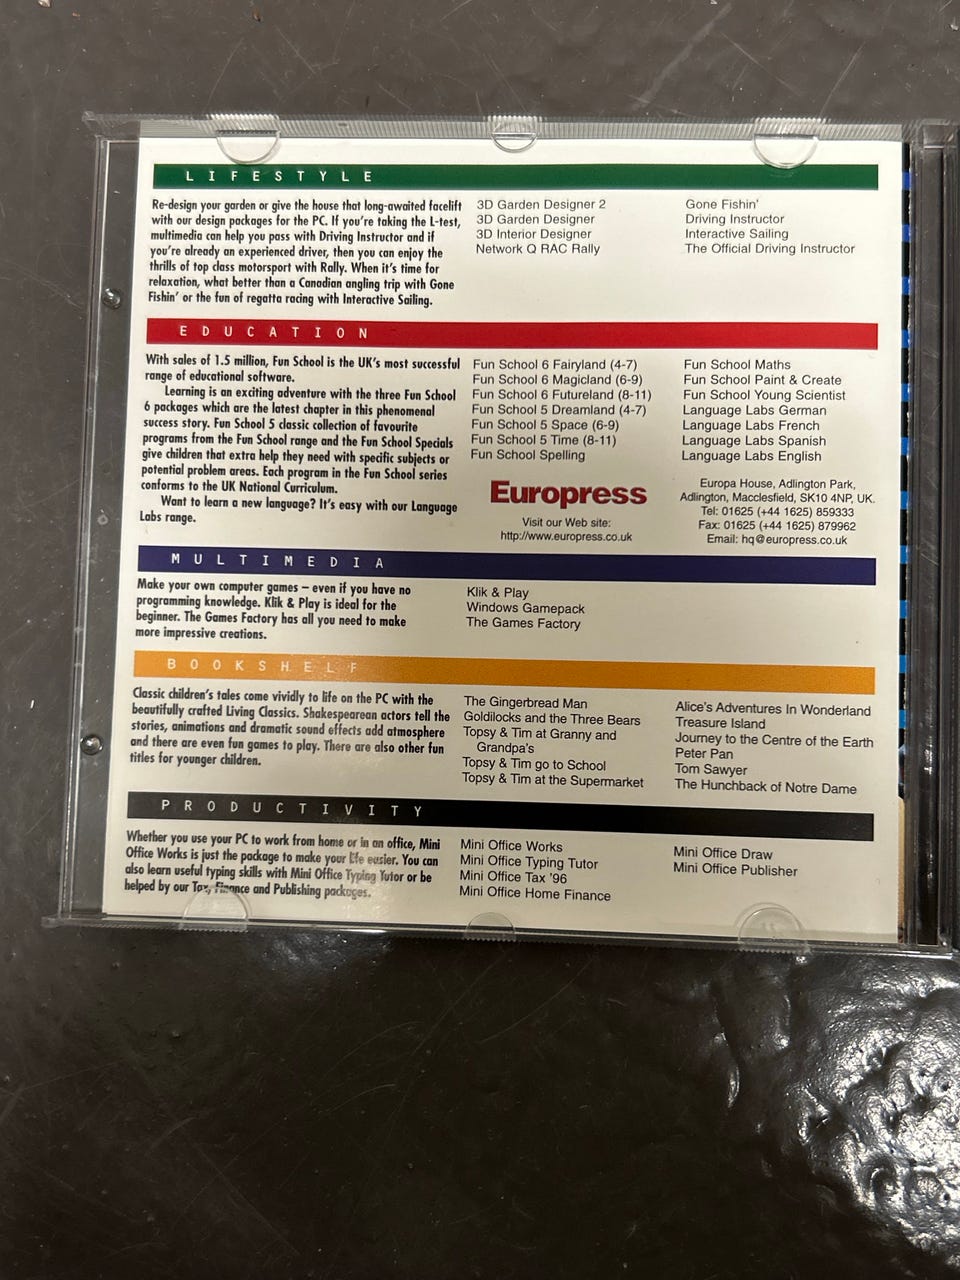 LIFESTYLE
Re-design your garden or give the house that long-awaited facelift
with our design packages for the PC. If you're taking the L-test,
multimedia can help you pass with Driving Instructor and if
you're already an experienced driver, then you can enjoy the
thrills of top class motorsport with Rally. When it's time for
relaxation, what better than a Canadian angling trip with Gone
Fishin' or the fun of regatta racing with Interactive Sailing.
3D Garden Designer 2
3D Garden Designer
3D Interior Designer
Network Q RAC Rally
Gone Fishin'
Driving Instructor
Interactive Sailing
The Official Driving Instructor
EDUCATION
With sales of 1.5 million, Fun School is the UK's most successful
range of educational software.
Learning is an exciting adventure with the three Fun School
6 packages which are the latest chapter in this phenomenal
success story. Fun School 5 classic collection of favourite
programs from the Fun School range and the Fun School Specials
give children that extra help they need with specific subjects or
potential problem areas. Each program in the Fun School series
conforms to the UK National Curriculum.
Want to learn a new language? It's easy with our Language
Labs range.
Fun School 6 Fairyland (4-7)
Fun School 6 Magicland (6-9)
Fun School 6 Futureland (8-11)
Fun School 5 Dreamland (4-7)
Fun School 5 Space (6-9)
Fun School 5 Time (8-11)
Fun School Spelling
Fun School Maths
Fun School Paint & Create
Fun School Young Scientist
Language Labs German
Language Labs French
Language Labs Spanish
Language Labs English
Europress
Visit our Web site:
http://www.europress.co.uk
Europa House, Adlington Park,
Adlington, Macclesfield, SK10 4NP, UK.
Tel: 01625 (+44 1625) 859333
Fax: 01625 (+44 1625) 879962
Email: hq@europress.co.uk
MULTIMEDIA
Make your own computer games – even if you have no
programming knowledge. Klik & Play is ideal for the
beginner. The Games Factory has all you need to make
more impressive creations.
Klik & Play
Windows Gamepack
The Games Factory
BOOKSHELF
Classic children's tales come vividly to life on the PC with the
beautifully crafted Living Classics. Shakespearean actors tell the
stories, animations and dramatic sound effects add atmosphere
and there are even fun games to play. There are also other fun
titles for younger children.
The Gingerbread Man
Goldilocks and the Three Bears
Topsy & Tim at Granny and
Grandpa's
Topsy & Tim go to School
Topsy & Tim at the Supermarket
Alice's Adventures In Wonderland
Treasure Island
Journey to the Centre of the Earth
Peter Pan
Tom Sawyer
The Hunchback of Notre Dame
PRODUCTIVITY
Whether you use your PC to work from home or in an office, Mini
Office Works is just the package to make your life easier. You can
also learn useful typing skills with Mini Office Typing Tutor or be
helped by our Tax, Finance and Publishing packages.
Mini Office Works
Mini Office Typing Tutor
Mini Office Tax '96
Mini Office Home Finance
Mini Office Draw
Mini Office Publisher